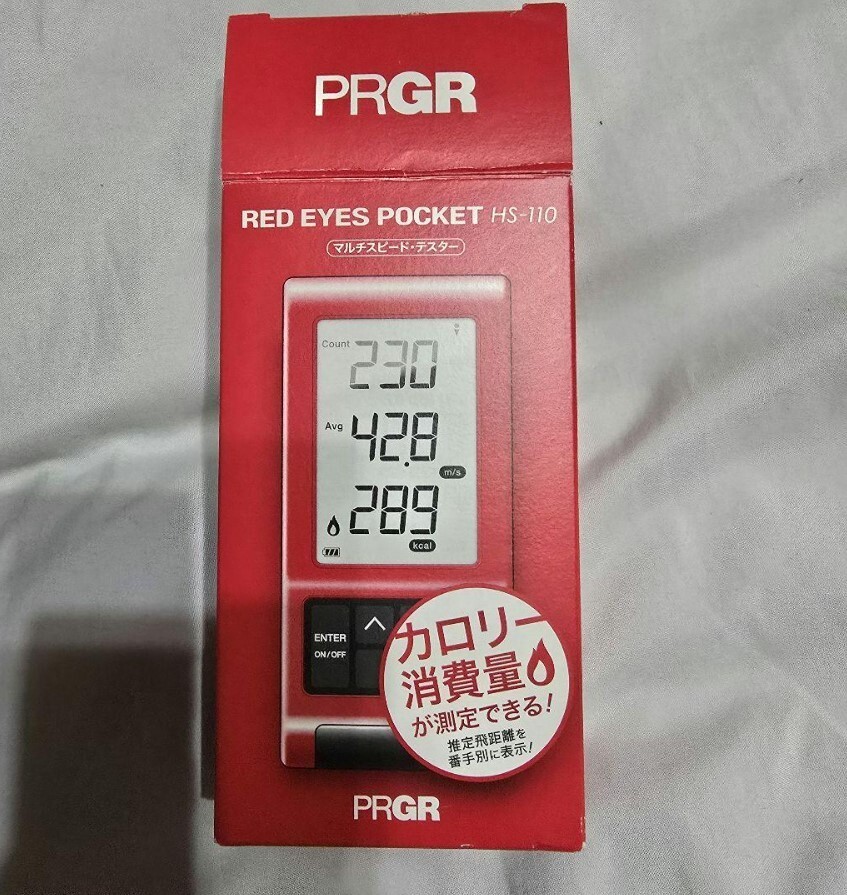 PRGR
RED EYES POCKET HS-110
マルチスピード・テスター
Count 230
Avg 42.8
m/s
289
kcal
ENTER
ON/OFF
カロリー
消費量
が測定できる!
推定飛距離を
番手別に表示!
PRGR